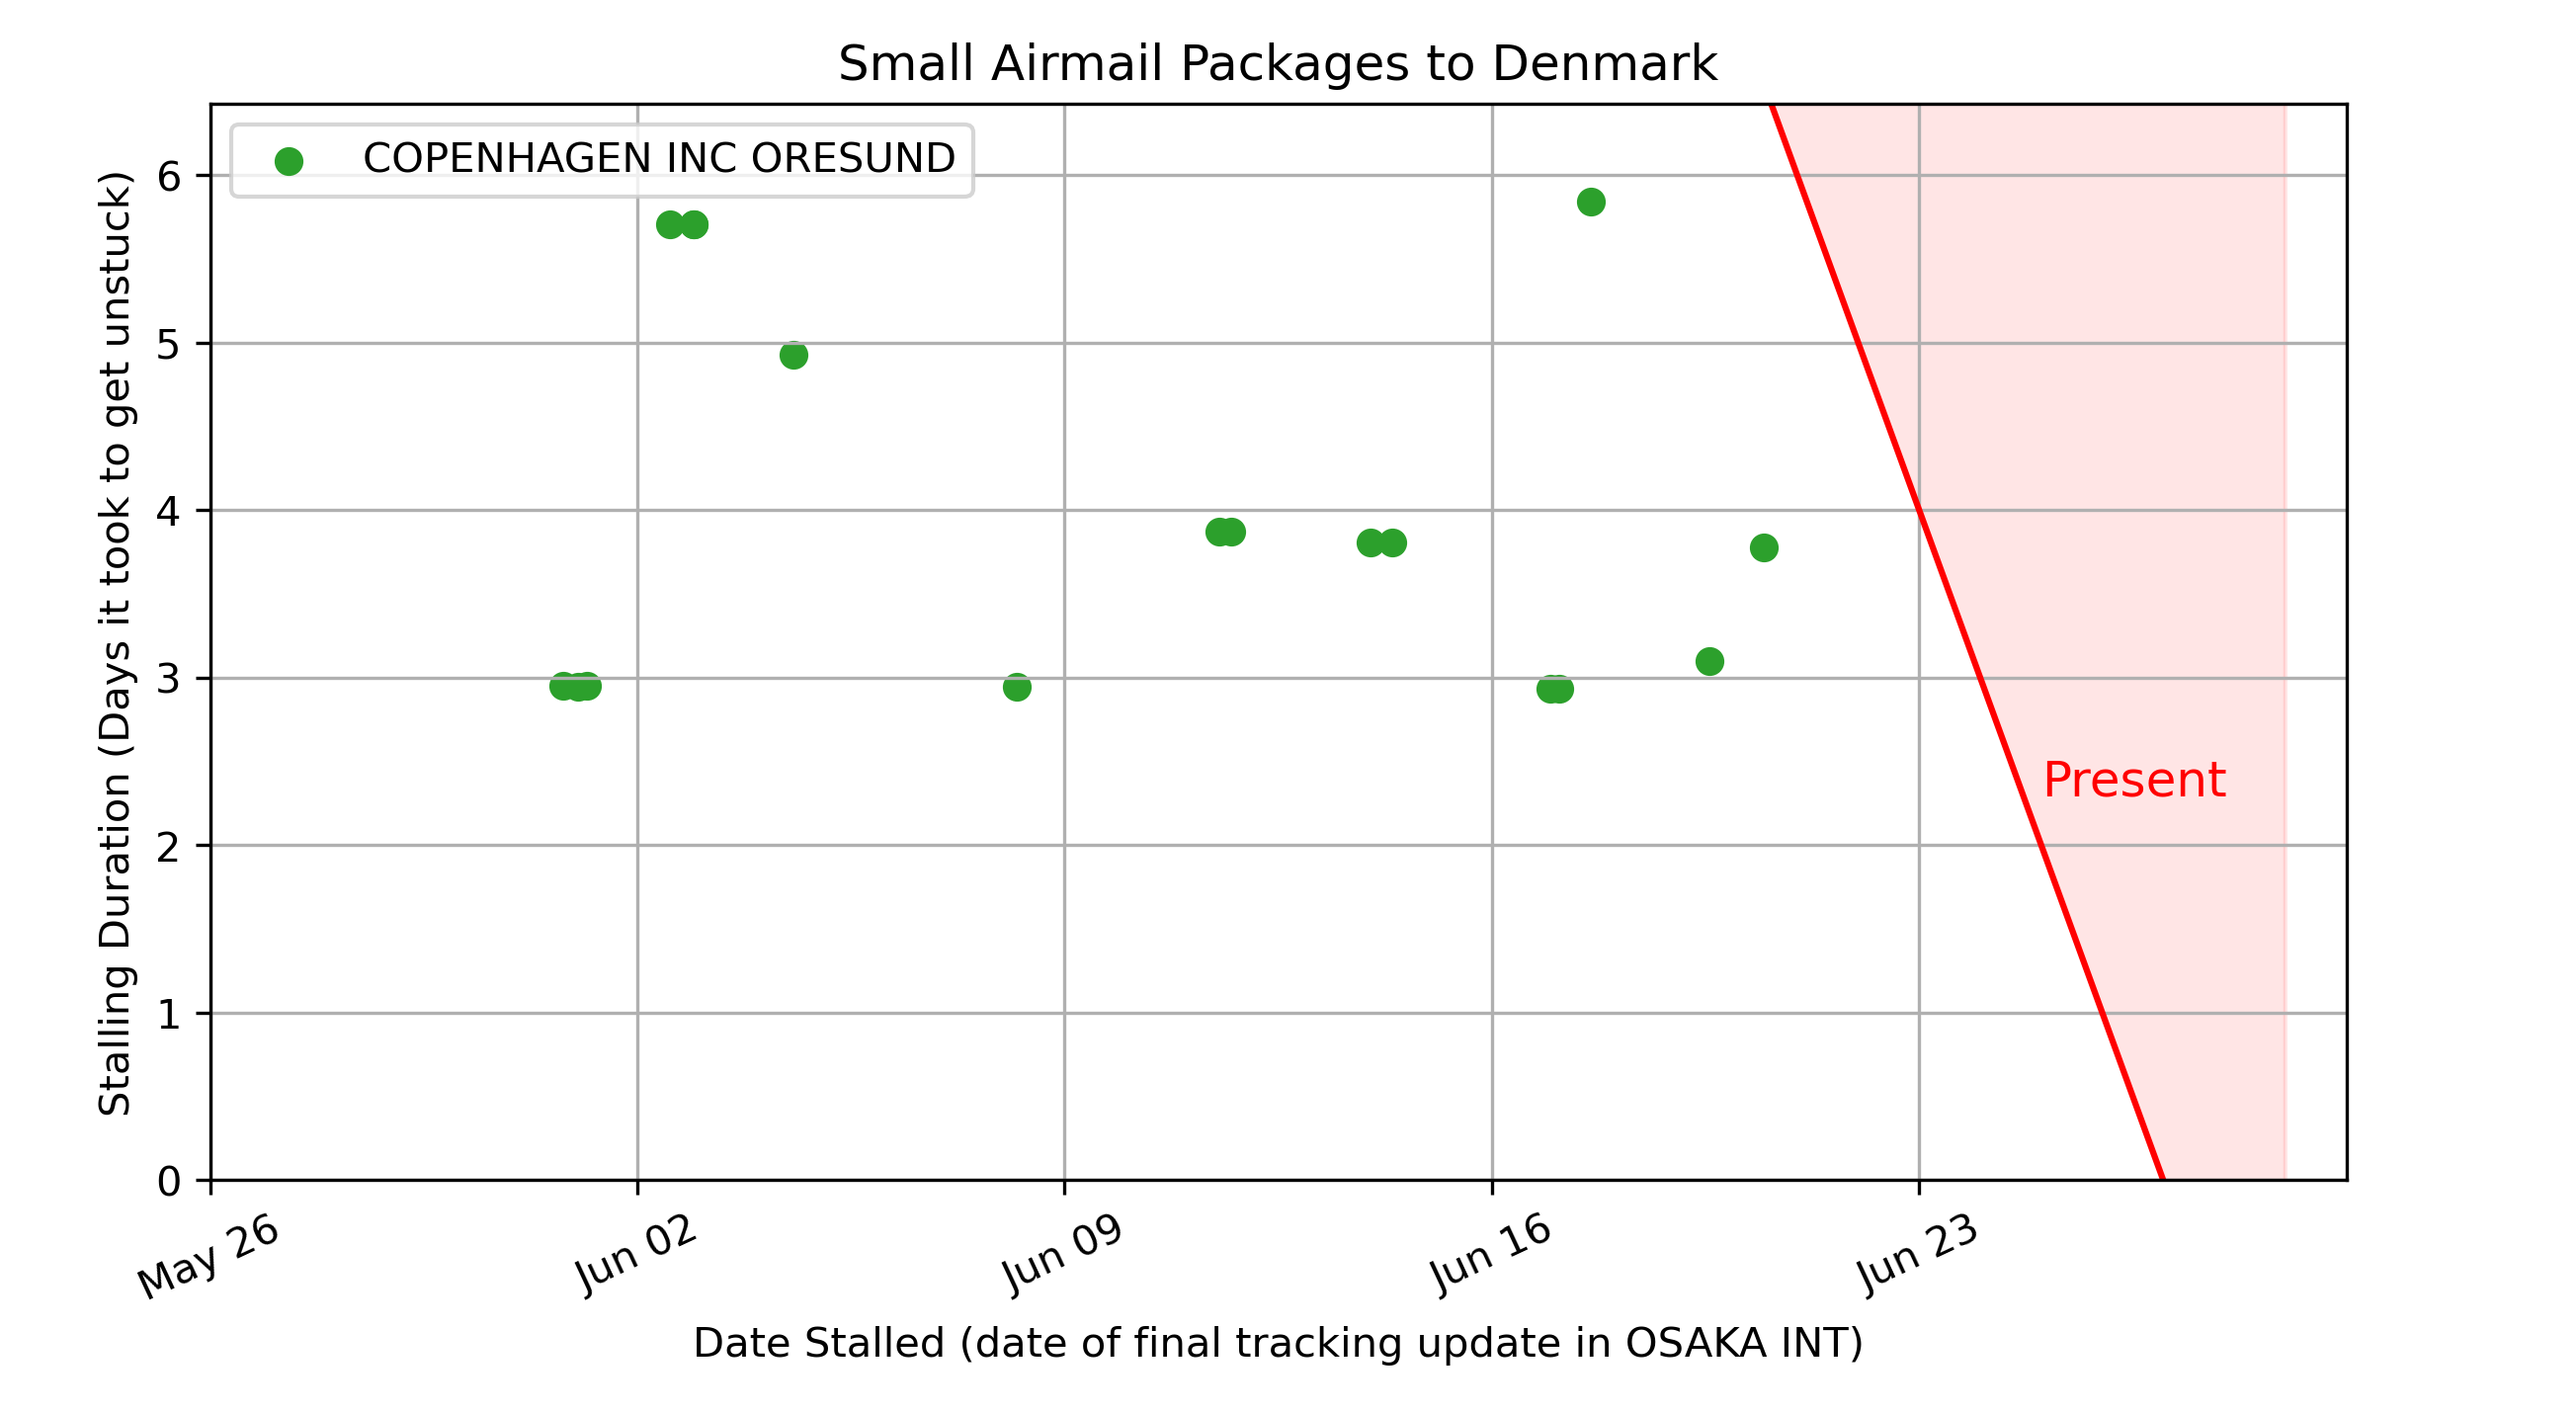 Small Airmail Packages to Denmark
COPENHAGEN INC ORESUND
Stalling Duration (Days it took to get unstuck)
6
5
4
3
2
1
0
Present
May 26
Jun 02
Jun 09
Jun 16
Jun 23
Date Stalled (date of final tracking update in OSAKA INT)